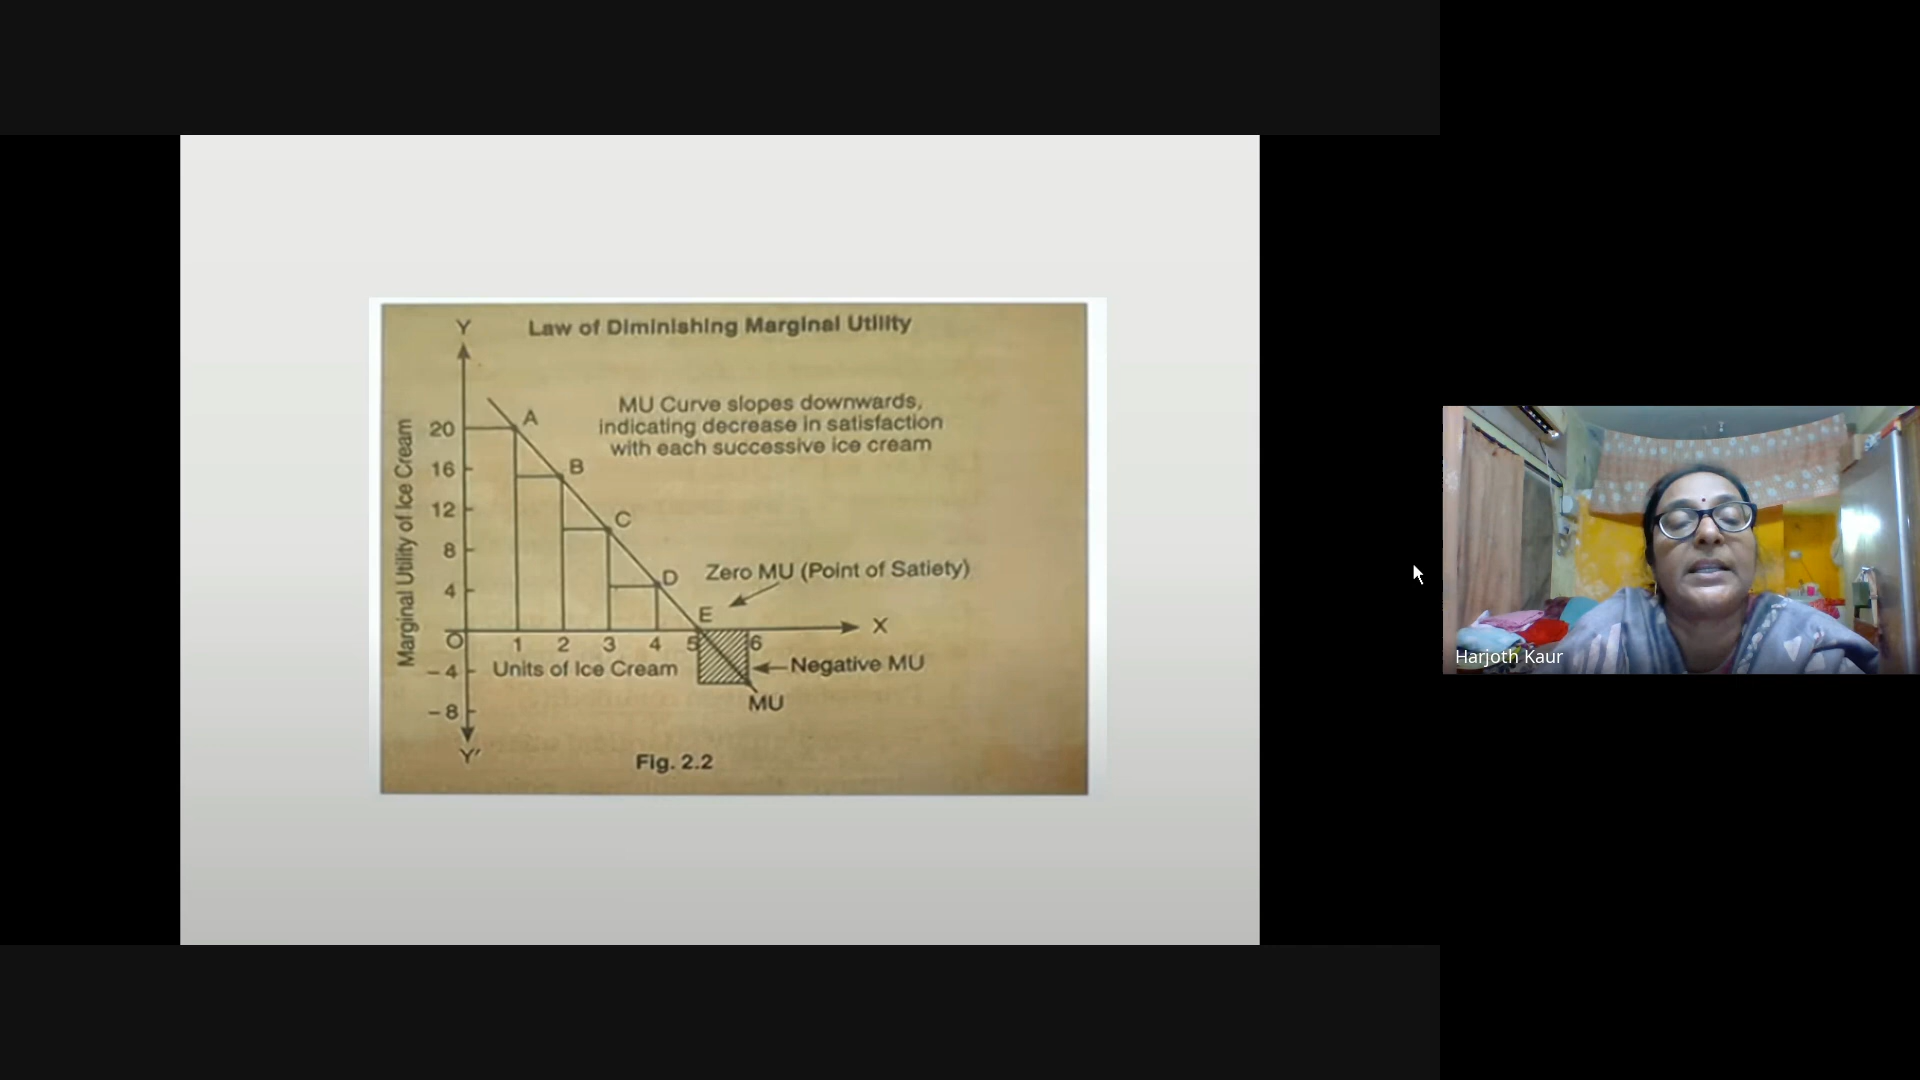 Y
Law of Diminishing Marginal Utility
MU Curve slopes downwards,
indicating decrease in satisfaction
with each successive ice cream
Marginal Utility of Ice Cream
20
16
12
8
4
O
– 4
– 8
Y'
A
B
C
D
E
Zero MU (Point of Satiety)
X
1 2 3 4 5 6
Units of Ice Cream
Negative MU
MU
Fig. 2.2
Harjoth Kaur